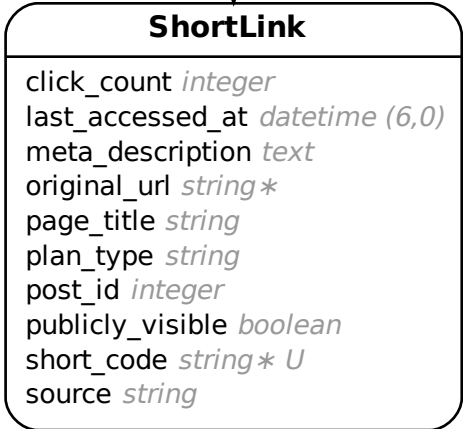 ShortLink
click_count integer
last_accessed_at datetime (6,0)
meta_description text
original_url string∗
page_title string
plan_type string
post_id integer
publicly_visible boolean
short_code string∗ U
source string